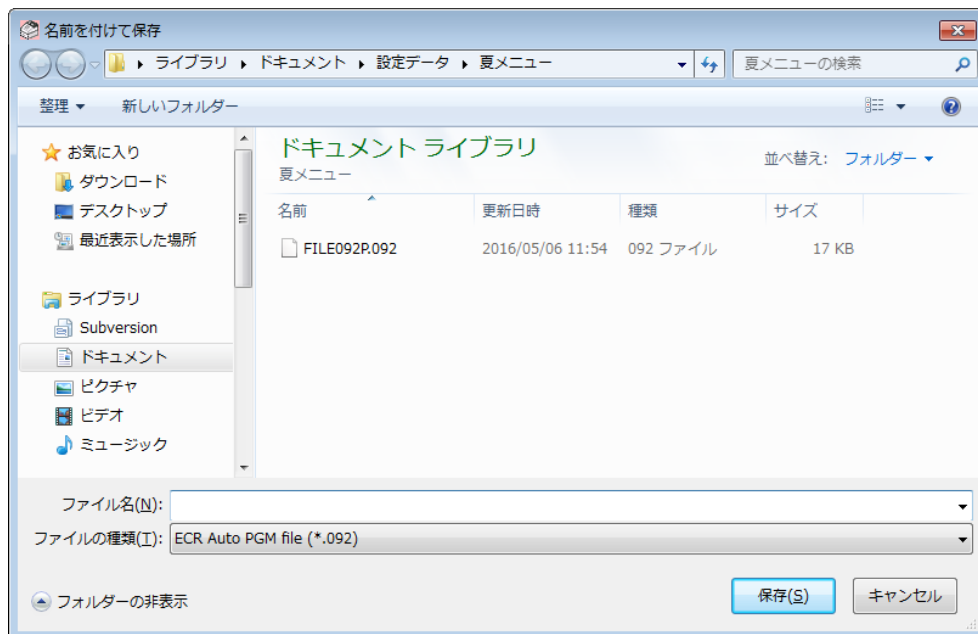 名前を付けて保存
ライブラリ ドキュメント 設定データ 夏メニュー 夏メニューの検索
整理 新しいフォルダー
お気に入り
ダウンロード
デスクトップ
最近表示した場所
ライブラリ
Subversion
ドキュメント
ピクチャ
ビデオ
ミュージック
ドキュメント ライブラリ
夏メニュー
並べ替え: フォルダー
名前 更新日時 種類 サイズ
FILE092P.092 2016/05/06 11:54 092 ファイル 17 KB
ファイル名(N):
ファイルの種類(T): ECR Auto PGM file (*.092)
フォルダーの非表示 保存(S) キャンセル